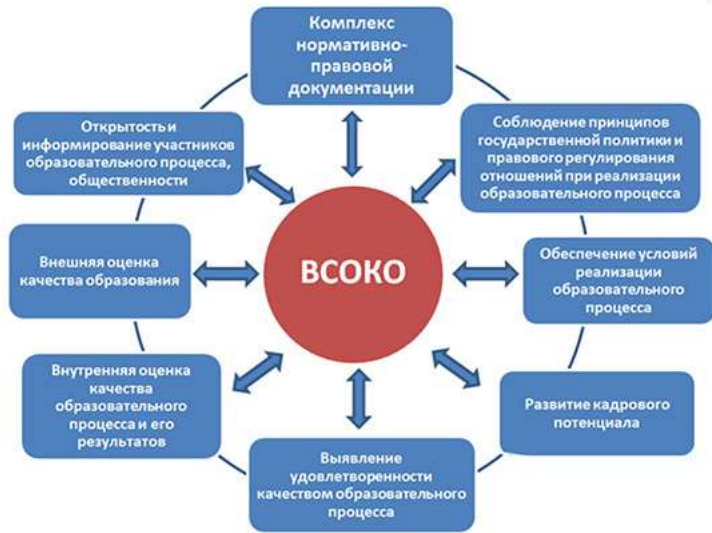 Комплекс
нормативно-
правовой
документации
Соблюдение принципов
государственной политики и
правового регулирования
отношений при реализации
образовательного процесса
Обеспечение условий
реализации
образовательного
процесса
Развитие кадрового
потенциала
Выявление
удовлетворенности
качеством образовательного
процесса
Внутренняя оценка
качества
образовательного
процесса и его
результатов
Внешняя оценка
качества образования
Открытость и
информирование участников
образовательного процесса,
общественности
ВСОКО